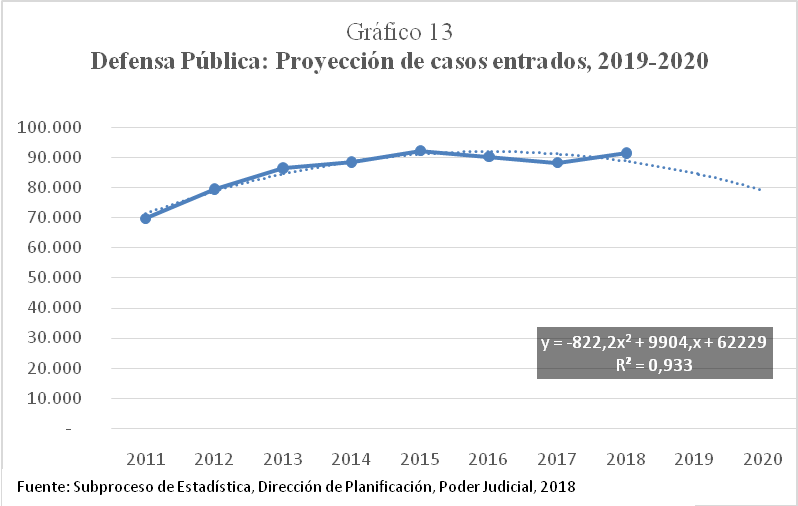 Gráfico 13
Defensa Pública: Proyección de casos entrados, 2019-2020
100.000
90.000
80.000
70.000
60.000
50.000
40.000
30.000
20.000
10.000
-
y = -822,2x² + 9904,x + 62229
R² = 0,933
2011 2012 2013 2014 2015 2016 2017 2018 2019 2020
Fuente: Subproceso de Estadística, Dirección de Planificación, Poder Judicial, 2018